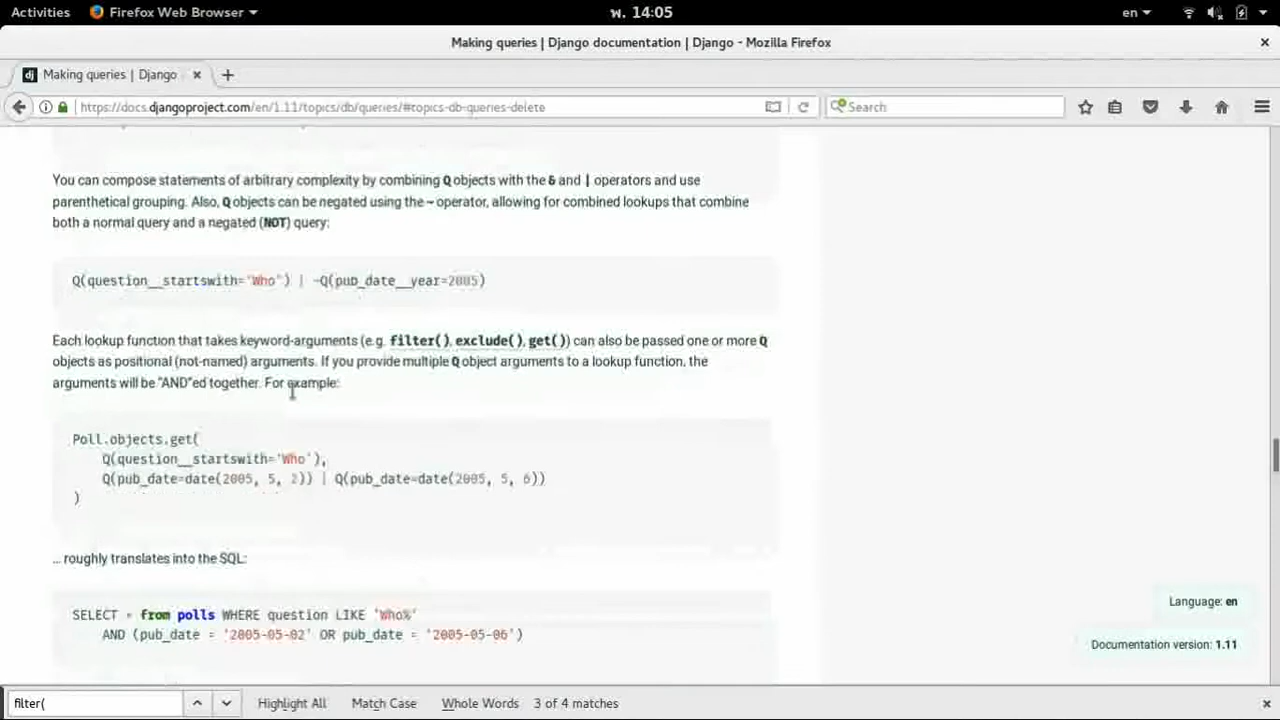 Activities Firefox Web Browser พ. 14:05 en
Making queries | Django documentation | Django - Mozilla Firefox
dj Making queries | Django
https://docs.djangoproject.com/en/1.11/topics/db/queries/#topics-db-queries-delete Search
You can compose statements of arbitrary complexity by combining Q objects with the & and | operators and use
parenthetical grouping. Also, Q objects can be negated using the ~ operator, allowing for combined lookups that combine
both a normal query and a negated (NOT) query:
Q(question__startswith='Who') | ~Q(pub_date__year=2005)
Each lookup function that takes keyword-arguments (e.g. filter(), exclude(), get()) can also be passed one or more Q
objects as positional (not-named) arguments. If you provide multiple Q object arguments to a lookup function, the
arguments will be "AND"ed together. For example:
Poll.objects.get(
Q(question__startswith='Who'),
Q(pub_date=date(2005, 5, 2)) | Q(pub_date=date(2005, 5, 6))
)
... roughly translates into the SQL:
SELECT * from polls WHERE question LIKE 'Who%'
AND (pub_date = '2005-05-02' OR pub_date = '2005-05-06')
Language: en
Documentation version: 1.11
filter( Highlight All Match Case Whole Words 3 of 4 matches